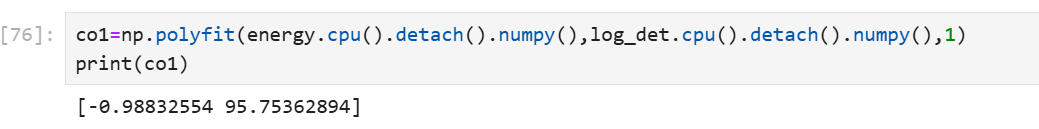 [76]: co1=np.polyfit(energy.cpu().detach().numpy(),log_det.cpu().detach().numpy(),1)
print(co1)
[-0.98832554 95.75362894]